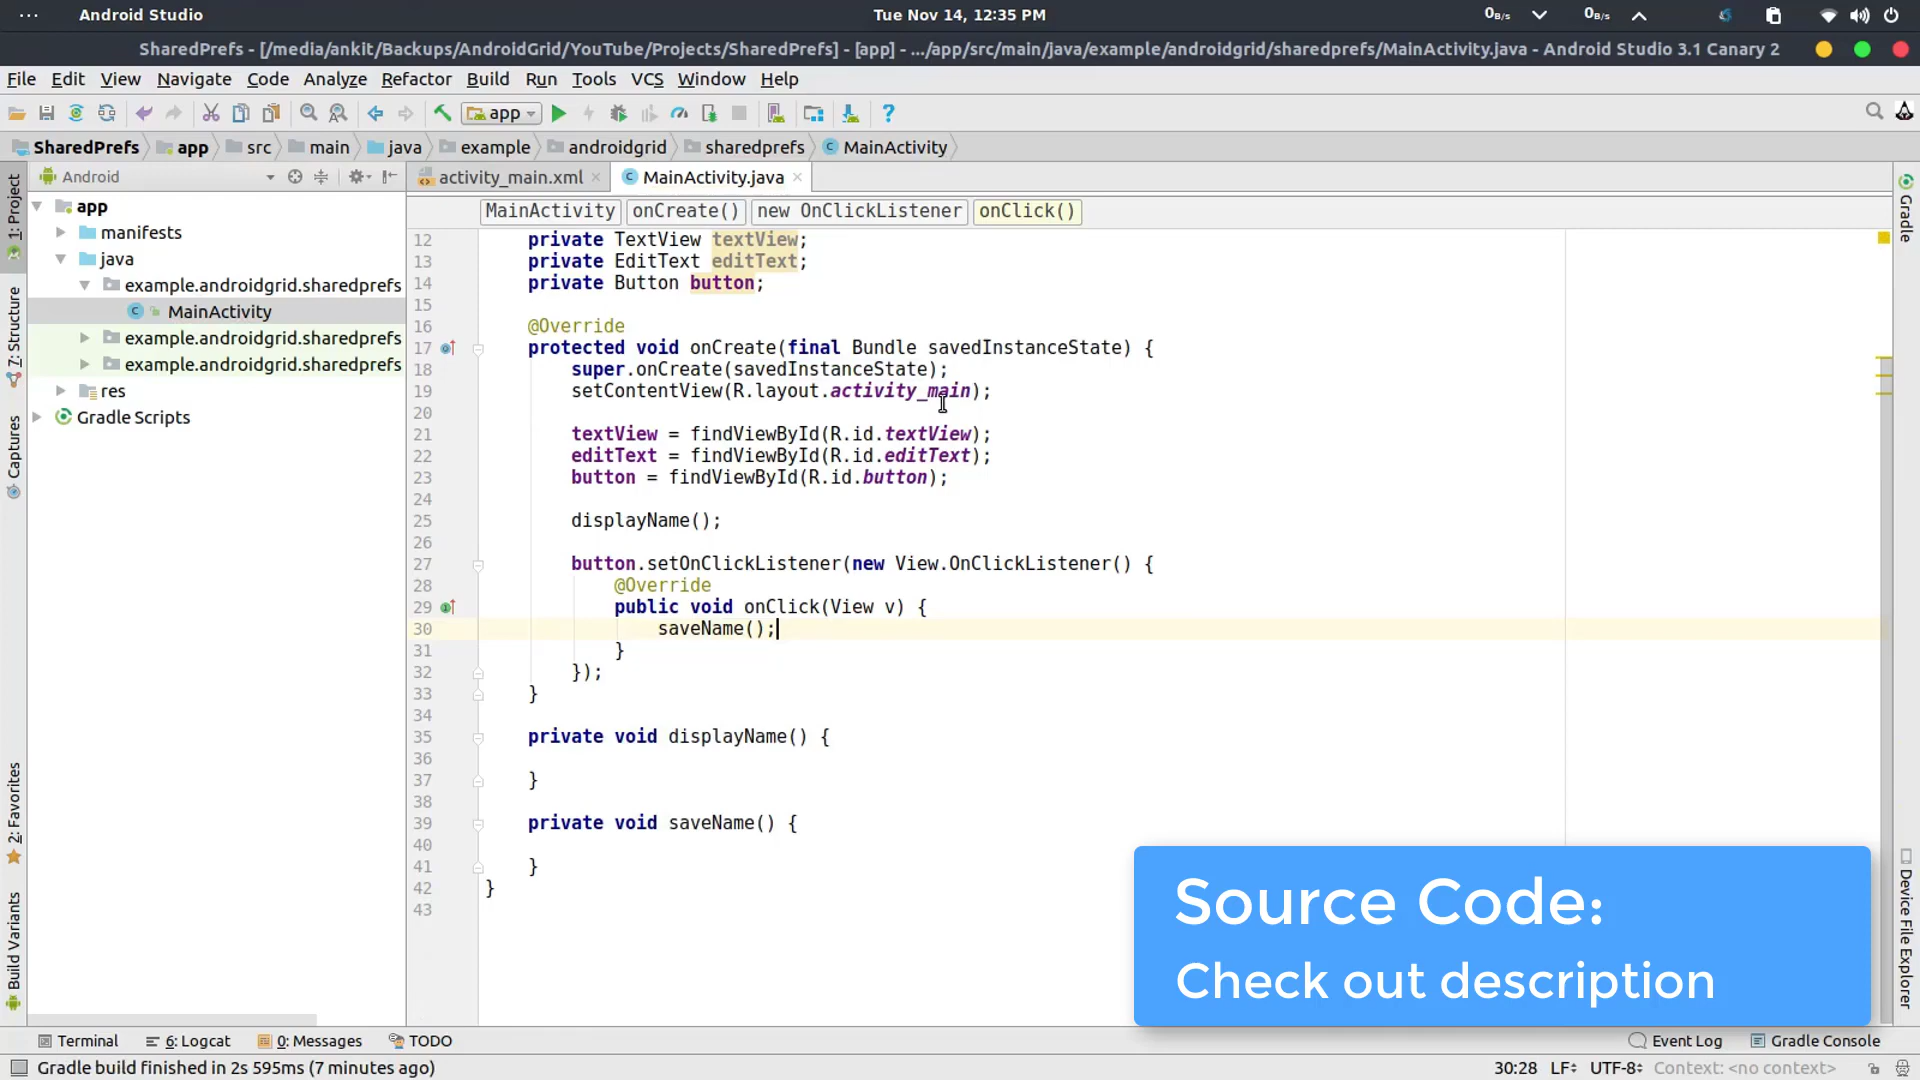 Android Studio
Tue Nov 14, 12:35 PM
0B/s
0B/s
SharedPrefs - [/media/ankit/Backups/AndroidGrid/YouTube/Projects/SharedPrefs] - [app] - .../app/src/main/java/example/androidgrid/sharedprefs/MainActivity.java - Android Studio 3.1 Canary 2
File Edit View Navigate Code Analyze Refactor Build Run Tools VCS Window Help
app
SharedPrefs app src main java example androidgrid sharedprefs MainActivity
Android
activity_main.xml
MainActivity.java
MainActivity onCreate() new OnClickListener onClick()
1: Project
7: Structure
Captures
2: Favorites
Build Variants
app
manifests
java
example.androidgrid.sharedprefs
MainActivity
example.androidgrid.sharedprefs
example.androidgrid.sharedprefs
res
Gradle Scripts
12 private TextView textView;
13 private EditText editText;
14 private Button button;
15
16 @Override
17 protected void onCreate(final Bundle savedInstanceState) {
18 super.onCreate(savedInstanceState);
19 setContentView(R.layout.activity_main);
20
21 textView = findViewById(R.id.textView);
22 editText = findViewById(R.id.editText);
23 button = findViewById(R.id.button);
24
25 displayName();
26
27 button.setOnClickListener(new View.OnClickListener() {
28 @Override
29 public void onClick(View v) {
30 saveName();
31 }
32 });
33 }
34
35 private void displayName() {
36
37 }
38
39 private void saveName() {
40
41 }
42 }
43
Gradle
Device File Explorer
Source Code:
Check out description
Terminal 6: Logcat 0: Messages TODO
Event Log Gradle Console
Gradle build finished in 2s 595ms (7 minutes ago)
30:28 LF UTF-8 Context: <no context>